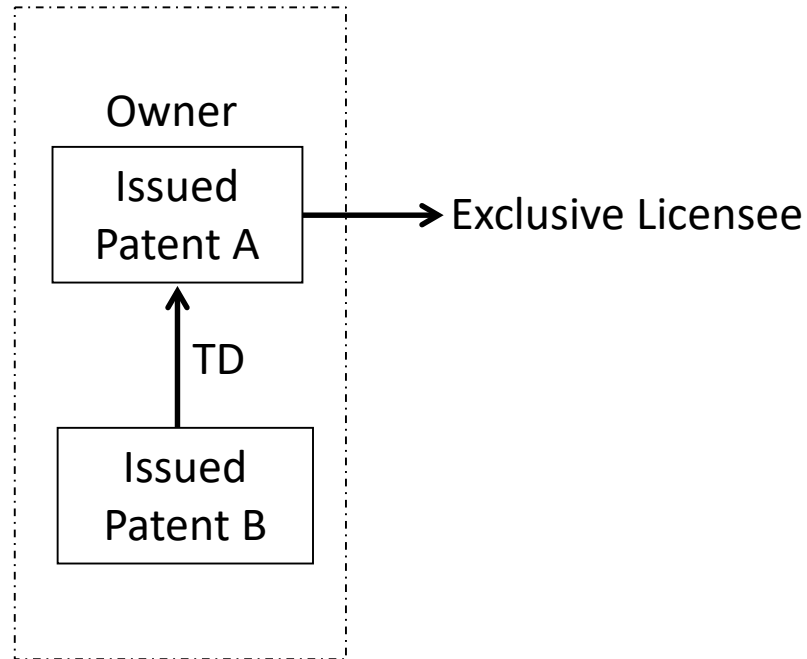 Owner
Issued
Patent A
Exclusive Licensee
TD
Issued
Patent B